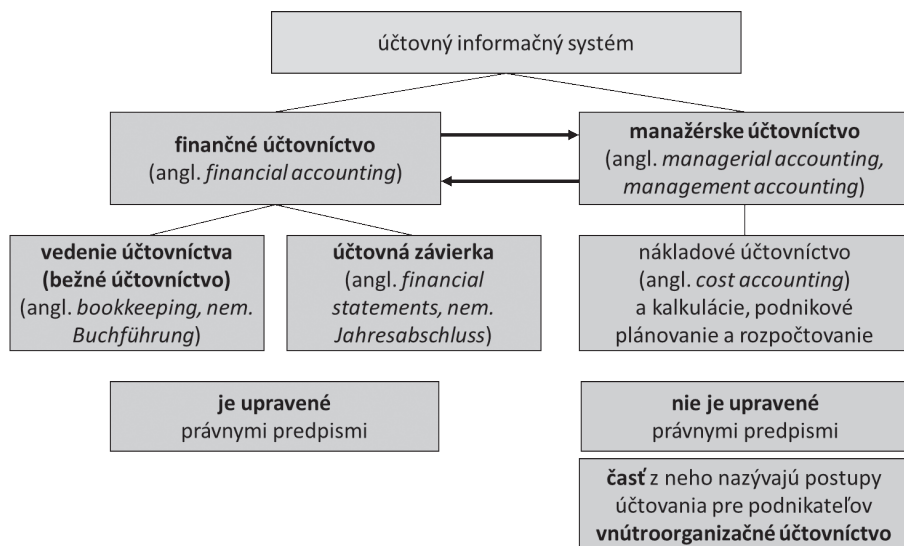 účtovný informačný systém
finančné účtovníctvo
(angl. financial accounting)
manažérske účtovníctvo
(angl. managerial accounting,
management accounting)
vedenie účtovníctva
(bežné účtovníctvo)
(angl. bookkeeping, nem.
Buchführung)
účtovná závierka
(angl. financial
statements, nem.
Jahresabschluss)
nákladové účtovníctvo
(angl. cost accounting)
a kalkulácie, podnikové
plánovanie a rozpočtovanie
je upravené
právnymi predpismi
nie je upravené
právnymi predpismi
časť z neho nazývajú postupy
účtovania pre podnikateľov
vnútroorganizačné účtovníctvo